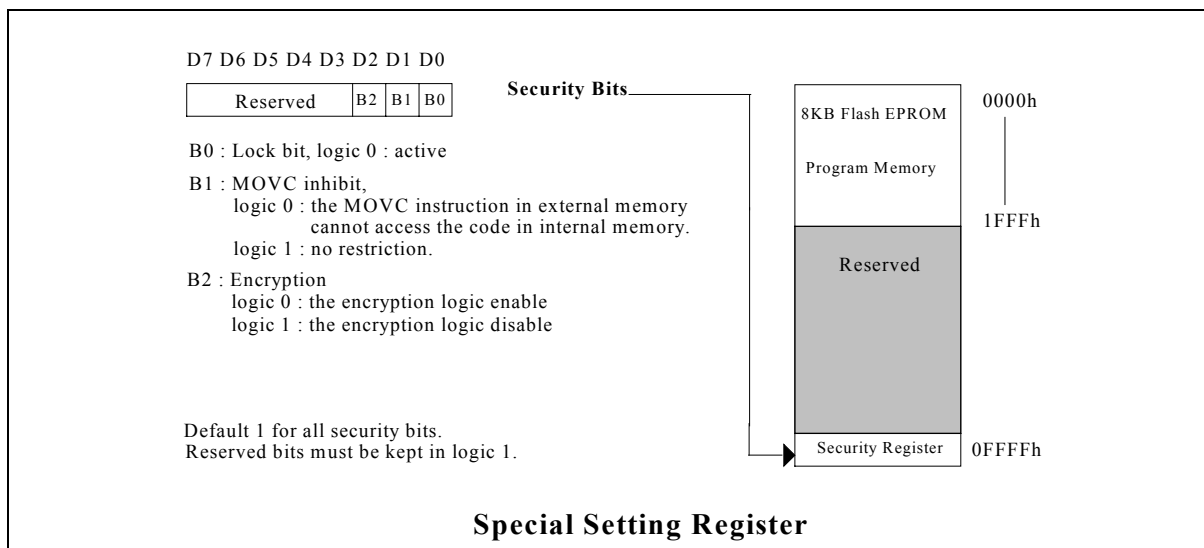 D7 D6 D5 D4 D3 D2 D1 D0
Reserved B2 B1 B0
B0 : Lock bit, logic 0 : active
B1 : MOVC inhibit,
logic 0 : the MOVC instruction in external memory
cannot access the code in internal memory.
logic 1 : no restriction.
B2 : Encryption
logic 0 : the encryption logic enable
logic 1 : the encryption logic disable
Default 1 for all security bits.
Reserved bits must be kept in logic 1.
Security Bits
8KB Flash EPROM
Program Memory
0000h
1FFFh
Reserved
Security Register
0FFFFh
Special Setting Register